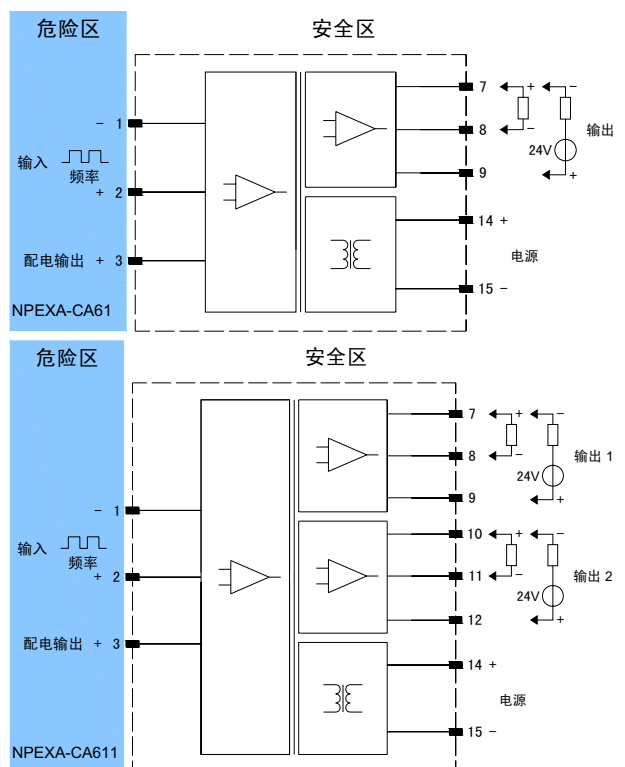 危险区
安全区
7
+
−
− 1
8
−
24V
输出
输入
频率
+ 2
9
+
14 +
配电输出 + 3
电源
15 −
NPEXA-CA61
危险区
安全区
7
+
−
8
−
24V
输出 1
9
+
− 1
10
+
−
输入
频率
+ 2
11
−
24V
输出 2
12
+
配电输出 + 3
14 +
电源
15 −
NPEXA-CA611